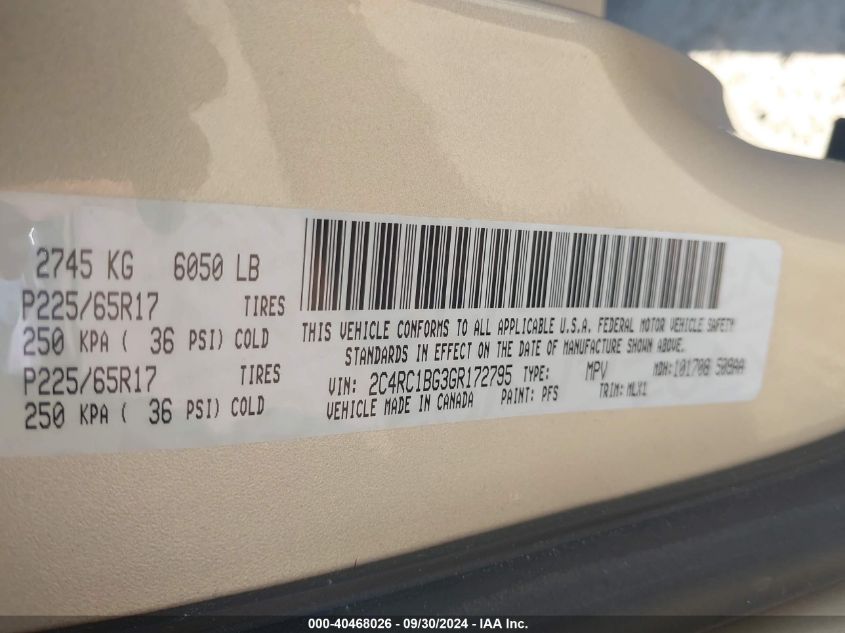 2745 KG 6050 LB
P225/65R17 TIRES
250 KPA ( 36 PSI) COLD
P225/65R17 TIRES
250 KPA ( 36 PSI) COLD
THIS VEHICLE CONFORMS TO ALL APPLICABLE U.S.A. FEDERAL MOTOR VEHICLE SAFETY
STANDARDS IN EFFECT ON THE DATE OF MANUFACTURE SHOWN ABOVE.
VIN: 2C4RC1BG3GR172795 TYPE: MPV MDH:101708 509AA
VEHICLE MADE IN CANADA PAINT: PFS TRIM: MLX1
000-40468026 / 09/30/2024 - IAA Inc.